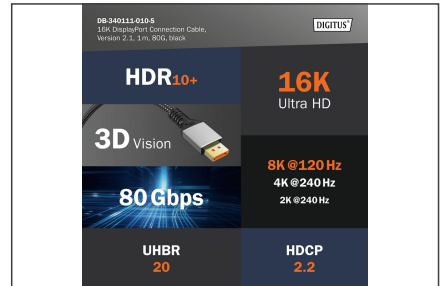 DB-340111-010-S
16K DisplayPort Connection Cable,
Version 2.1, 1 m, 80G, black
DIGITUS®
HDR10+
16K
Ultra HD
3D Vision
8K @120 Hz
4K @240 Hz
2K @240 Hz
80 Gbps
UHBR
20
HDCP
2.2